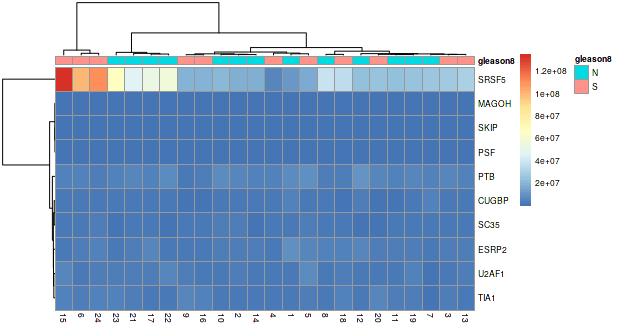 gleason8
SRSF5
MAGOH
SKIP
PSF
PTB
CUGBP
SC35
ESRP2
U2AF1
TIA1
15 6 24 23 21 17 22 9 16 10 2 14 4 1 5 8 18 12 20 11 19 7 3 13
1.2e+08
1e+08
8e+07
6e+07
4e+07
2e+07
gleason8
N
S